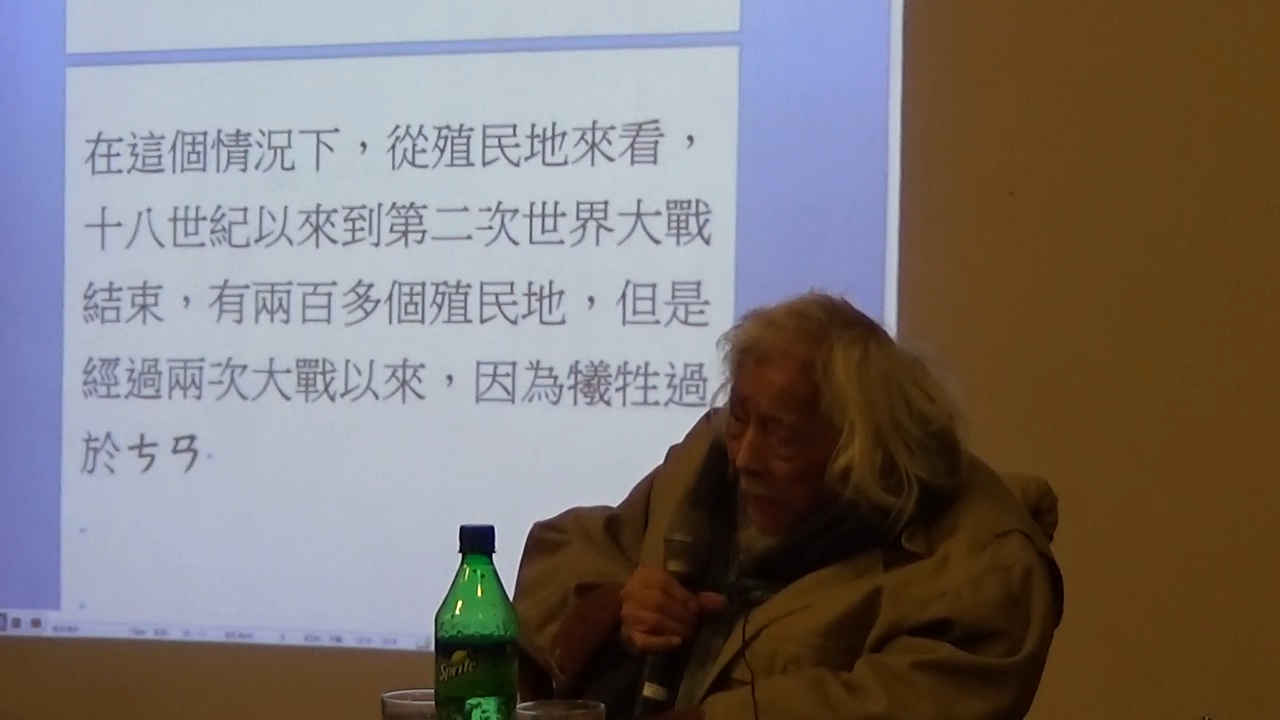 在這個情況下，從殖民地來看，
十八世紀以來到第二次世界大戰
結束，有兩百多個殖民地，但是
經過兩次大戰以來，因為犧牲過
於ㄘㄢ
Sprite